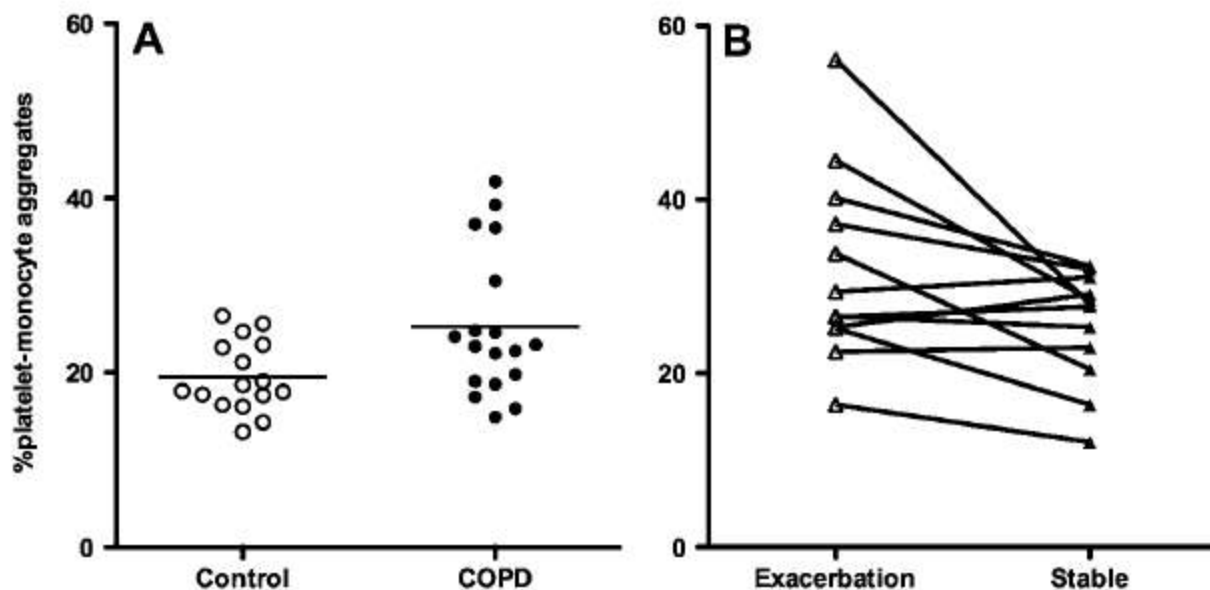 A
%platelet-monocyte aggregates
60
40
20
0
Control
COPD
B
60
40
20
0
Exacerbation
Stable